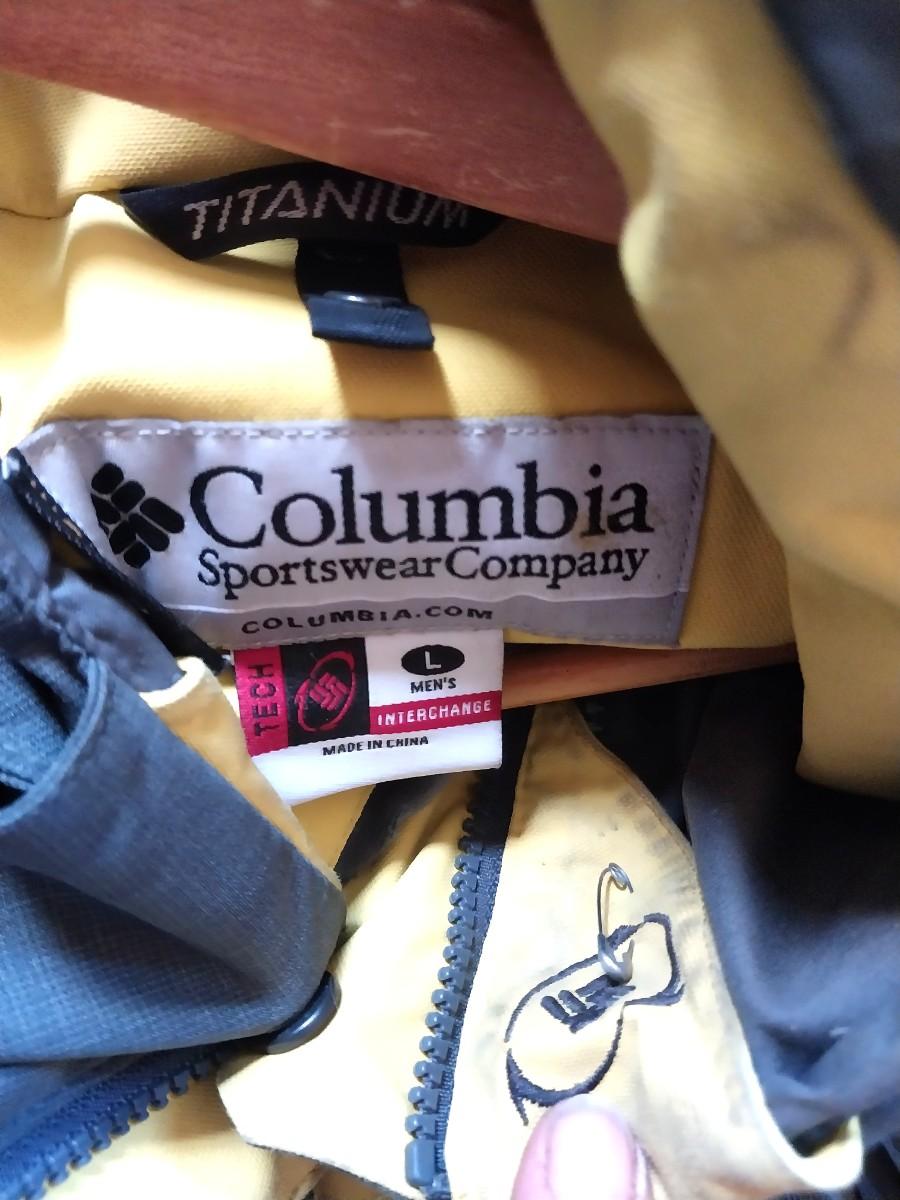 TITANIUM
Columbia
Sportswear Company
COLUMBIA.COM
TECH
L
MEN'S
INTERCHANGE
MADE IN CHINA